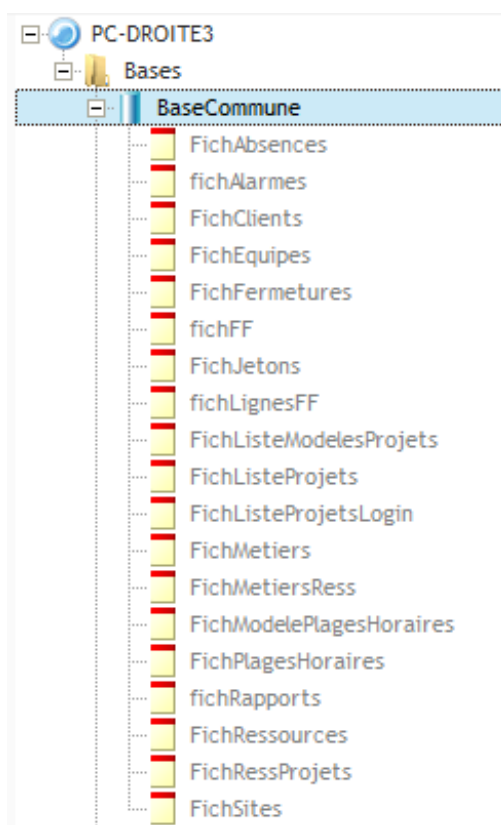 PC-DROITE3
Bases
BaseCommune
FichAbsences
fichAlarmes
FichClients
FichEquipes
FichFermetures
fichFF
FichJetons
fichLignesFF
FichListeModelesProjets
FichListeProjets
FichListeProjetsLogin
FichMetiers
FichMetiersRess
FichModelePlagesHoraires
FichPlagesHoraires
fichRapports
FichRessources
FichRessProjets
FichSites